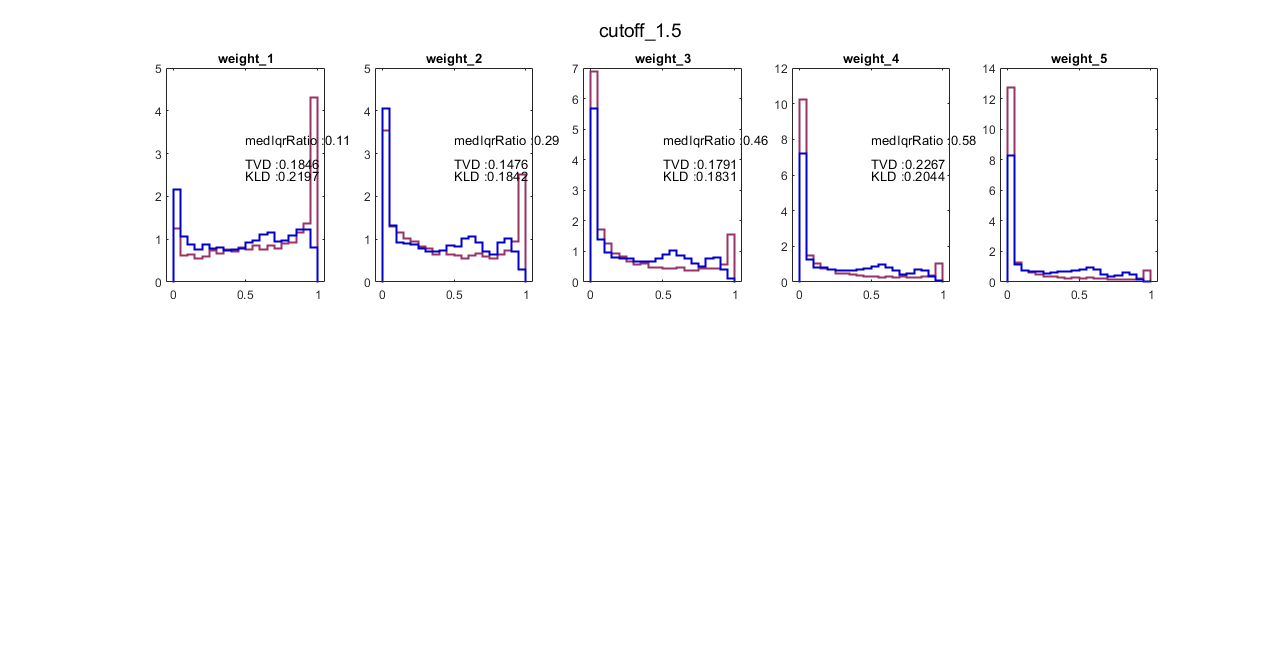 cutoff_1.5
weight_1
5
4
3
2
1
0
0
0.5
1
medIqrRatio :0.11
TVD :0.1846
KLD :0.2197
weight_2
5
4
3
2
1
0
0
0.5
1
medIqrRatio :0.29
TVD :0.1476
KLD :0.1842
weight_3
7
6
5
4
3
2
1
0
0
0.5
1
medIqrRatio :0.46
TVD :0.1791
KLD :0.1831
weight_4
12
10
8
6
4
2
0
0
0.5
1
medIqrRatio :0.58
TVD :0.2267
KLD :0.2044
weight_5
14
12
10
8
6
4
2
0
0
0.5
1